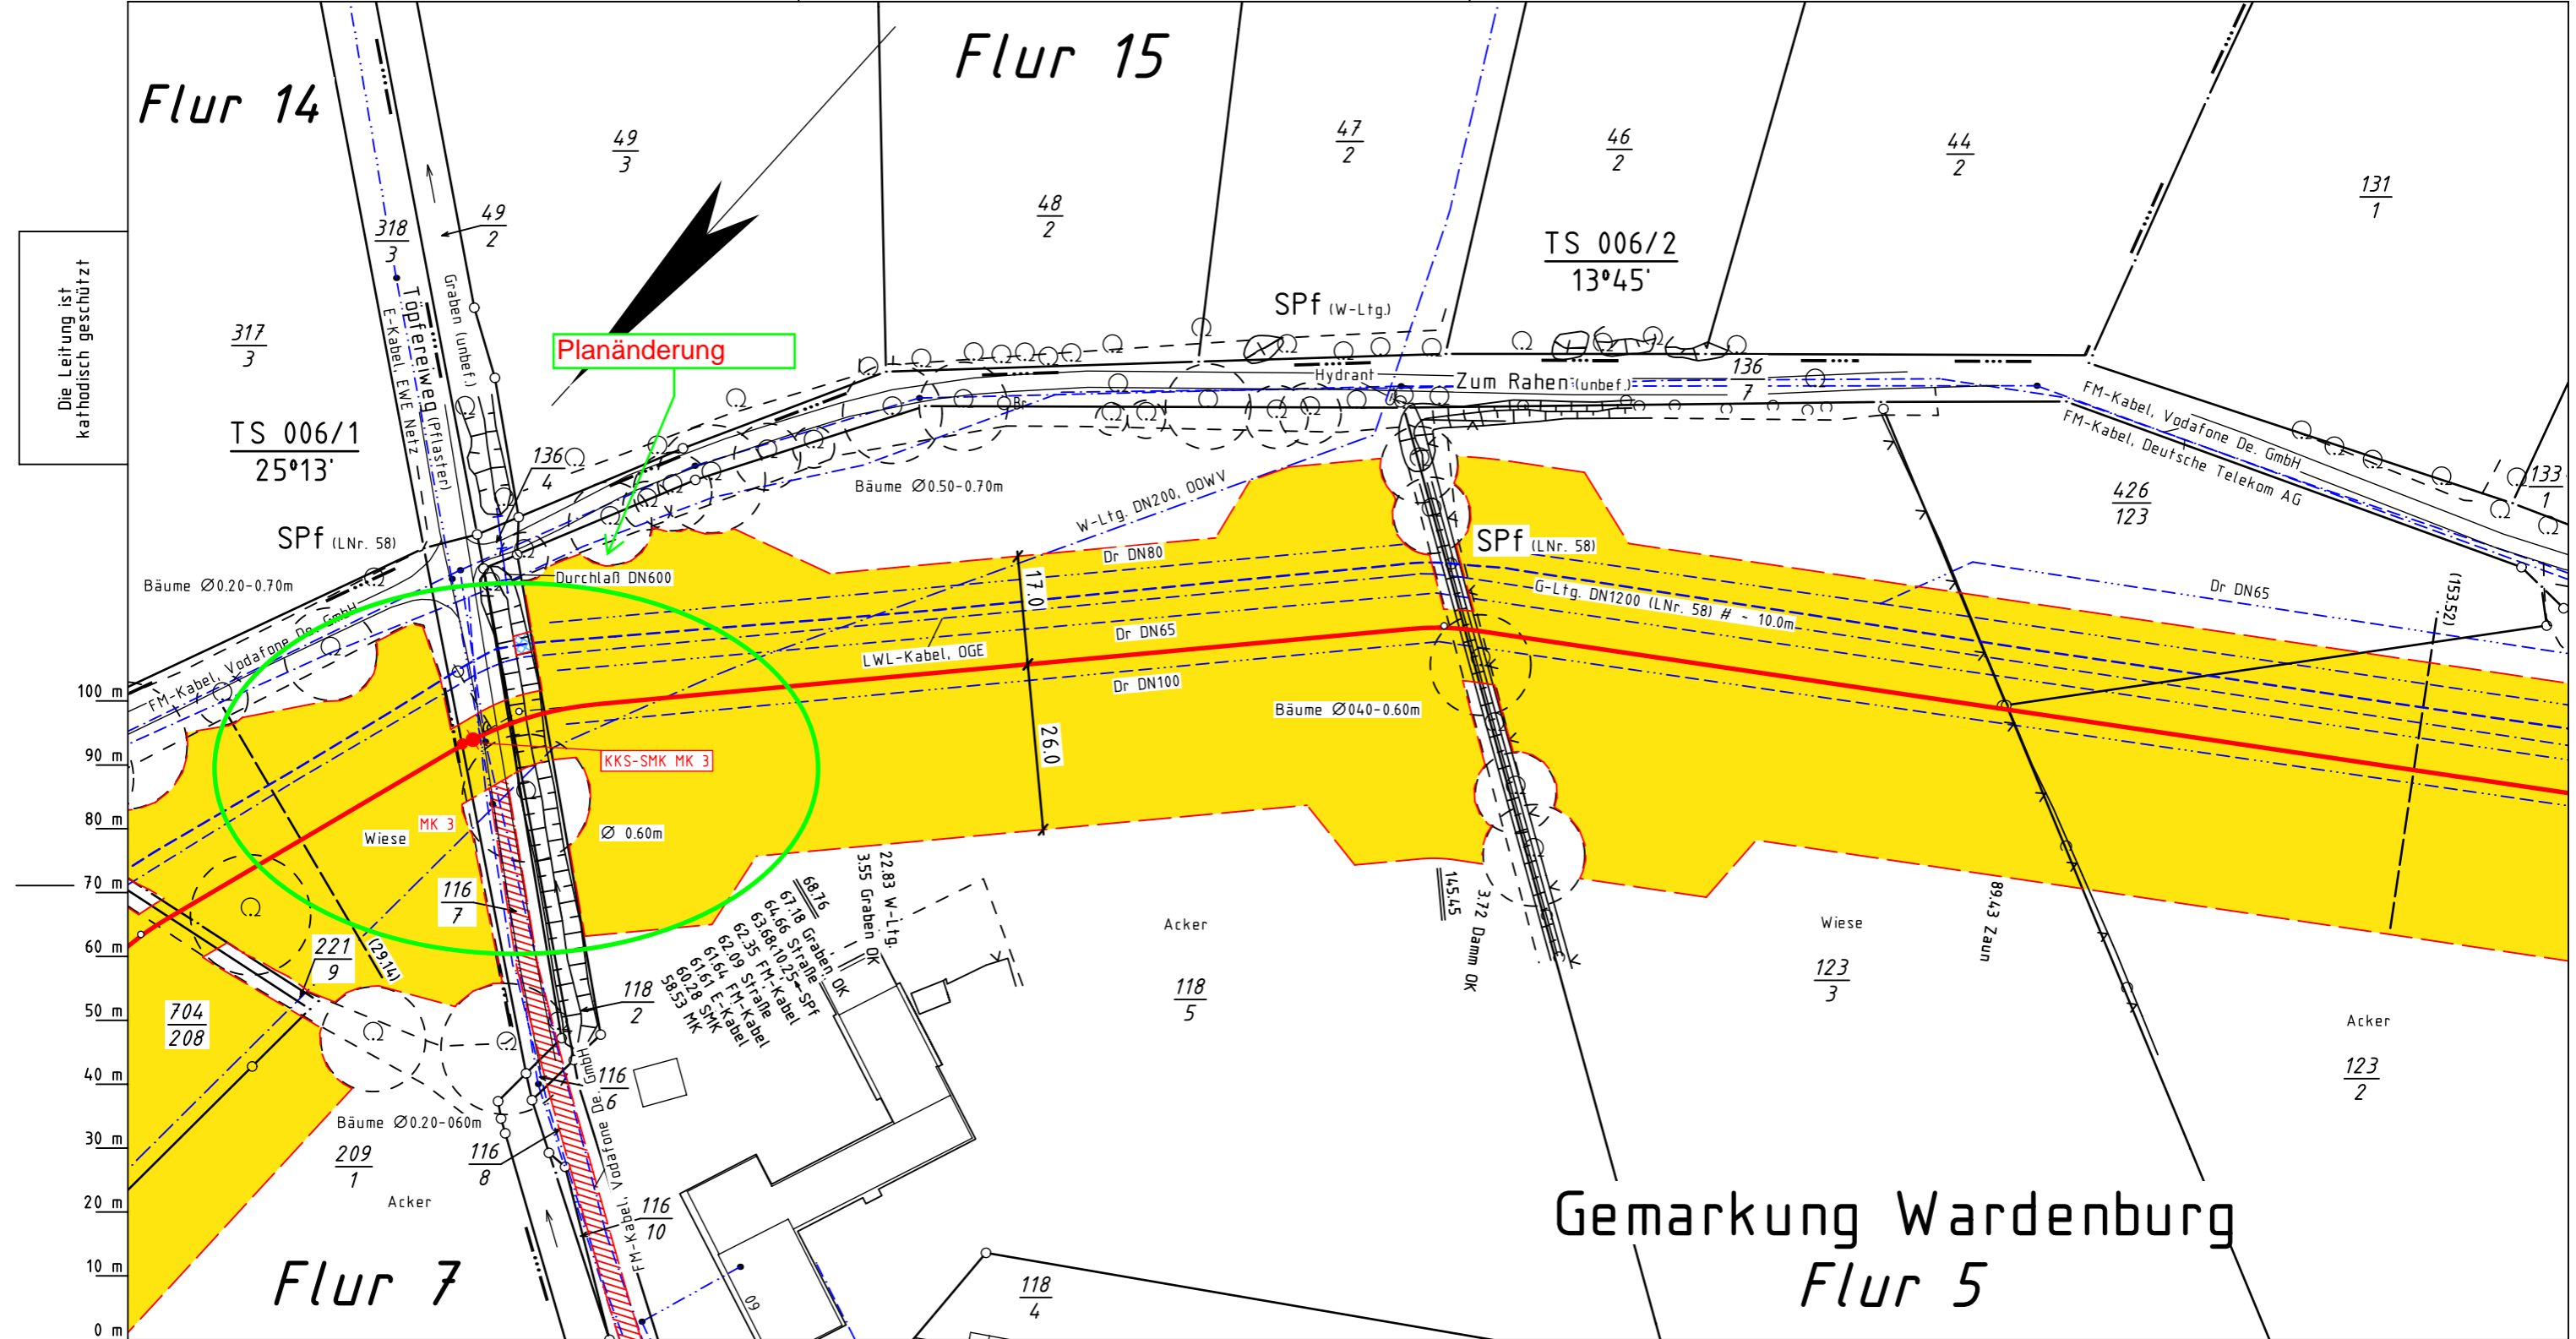 Flur 14
Flur 15
49
3
47
2
46
2
44
2
131
1
48
2
318
3
49
2
TS 006/2
13°45'
Die Leitung ist
kathodisch geschützt
317
3
Töpfereiweg (Pflaster)
E-Kabel, EWE Netz
Graben (unbef.)
SPf (W-Ltg.)
Planänderung
Hydrant
Zum Rahen (unbef.)
136
7
Br
TS 006/1
25°13'
136
4
FM-Kabel, Vodafone De. GmbH
FM-Kabel, Deutsche Telekom AG
133
1
Bäume Ø0.50-0.70m
W-Ltg. DN200, OOWV
426
123
SPf (LNr. 58)
SPf (LNr. 58)
Dr DN80
Durchlaß DN600
Bäume Ø0.20-0.70m
17.0
G-Ltg. DN1200 (LNr. 58) # ~ 10.0m
Dr DN65
(153.52)
FM-Kabel, Vodafone De. GmbH
Dr DN65
LWL-Kabel, OGE
Dr DN100
100 m
Bäume Ø040-0.60m
26.0
90 m
KKS-SMK MK 3
80 m
MK 3
Wiese
Ø 0.60m
70 m
116
7
68.76
67.18 Graben OK
64.66 Straße
63.68<10.25 SPf
62.35 FM-Kabel
62.09 Straße
61.64 FM-Kabel
61.61 E-Kabel
60.28 SMK
58.53 MK
22.83 W-Ltg.
3.55 Graben OK
145.45
3.72 Damm OK
89.43 Zaun
Acker
Wiese
60 m
221
9
(29.14)
118
5
123
3
50 m
704
208
118
2
Acker
40 m
116
6
123
2
Bäume Ø0.20-060m
30 m
209
1
116
8
FM-Kabel, Vodafone De. GmbH
20 m
Acker
116
10
Gemarkung Wardenburg
10 m
Flur 7
118
4
Flur 5
60
0 m